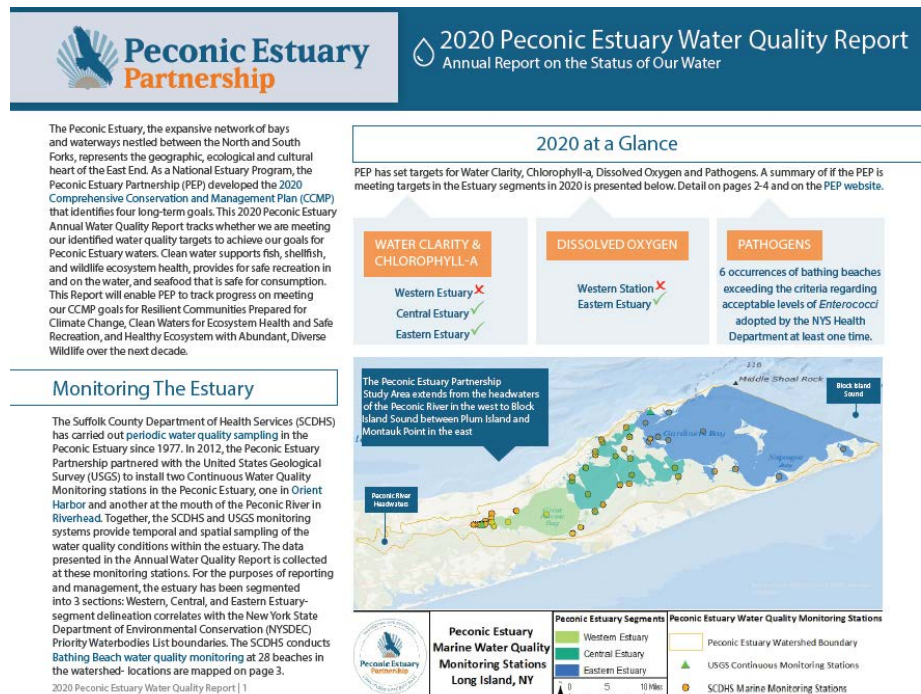 Peconic Estuary
Partnership
2020 Peconic Estuary Water Quality Report
Annual Report on the Status of Our Water
The Peconic Estuary, the expansive network of bays
and waterways nestled between the North and South
Forks, represents the geographic, ecological and cultural
heart of the East End. As a National Estuary Program, the
Peconic Estuary Partnership (PEP) developed the 2020
Comprehensive Conservation and Management Plan (CCMP)
that identifies four long-term goals. This 2020 Peconic Estuary
Annual Water Quality Report tracks whether we are meeting
our identified water quality targets to achieve our goals for
Peconic Estuary waters. Clean water supports fish, shellfish,
and wildlife ecosystem health, provides for safe recreation in
and on the water, and seafood that is safe for consumption.
This Report will enable PEP to track progress on meeting
our CCMP goals for Resilient Communities Prepared for
Climate Change, Clean Waters for Ecosystem Health and Safe
Recreation, and Healthy Ecosystem with Abundant, Diverse
Wildlife over the next decade.
Monitoring The Estuary
The Suffolk County Department of Health Services (SCDHS)
has carried out periodic water quality sampling in the
Peconic Estuary since 1977. In 2012, the Peconic Estuary
Partnership partnered with the United States Geological
Survey (USGS) to install two Continuous Water Quality
Monitoring stations in the Peconic Estuary, one in Orient
Harbor and another at the mouth of the Peconic River in
Riverhead. Together, the SCDHS and USGS monitoring
systems provide temporal and spatial sampling of the
water quality conditions within the estuary. The data
presented in the Annual Water Quality Report is collected
at these monitoring stations. For the purposes of reporting
and management, the estuary has been segmented
into 3 sections: Western, Central, and Eastern Estuary-
segment delineation correlates with the New York State
Department of Environmental Conservation (NYSDEC)
Priority Waterbodies List boundaries. The SCDHS conducts
Bathing Beach water quality monitoring at 28 beaches in
the watershed- locations are mapped on page 3.
2020 Peconic Estuary Water Quality Report | 1
2020 at a Glance
PEP has set targets for Water Clarity, Chlorophyll-a, Dissolved Oxygen and Pathogens. A summary of if the PEP is
meeting targets in the Estuary segments in 2020 is presented below. Detail on pages 2-4 and on the PEP website.
WATER CLARITY &
CHLOROPHYLL-A
Western Estuary ✗
Central Estuary ✓
Eastern Estuary ✓
DISSOLVED OXYGEN
Western Station ✗
Eastern Estuary ✓
PATHOGENS
6 occurrences of bathing beaches
exceeding the criteria regarding
acceptable levels of Enterococci
adopted by the NYS Health
Department at least one time.
The Peconic Estuary Partnership
Study Area extends from the headwaters
of the Peconic River in the west to Block
Island Sound between Plum Island and
Montauk Point in the east
116
Middle Shoal Rock
Block Island
Sound
Gardiners Bay
Napeague
Bay
Peconic River
Headwaters
Great
Peconic
Bay
Peconic Estuary
Partnership
Peconic Estuary
Marine Water Quality
Monitoring Stations
Long Island, NY
Peconic Estuary Segments
Western Estuary
Central Estuary
Eastern Estuary
0 5 10 Miles
Peconic Estuary Water Quality Monitoring Stations
Peconic Estuary Watershed Boundary
USGS Continuous Monitoring Stations
SCDHS Marine Monitoring Stations